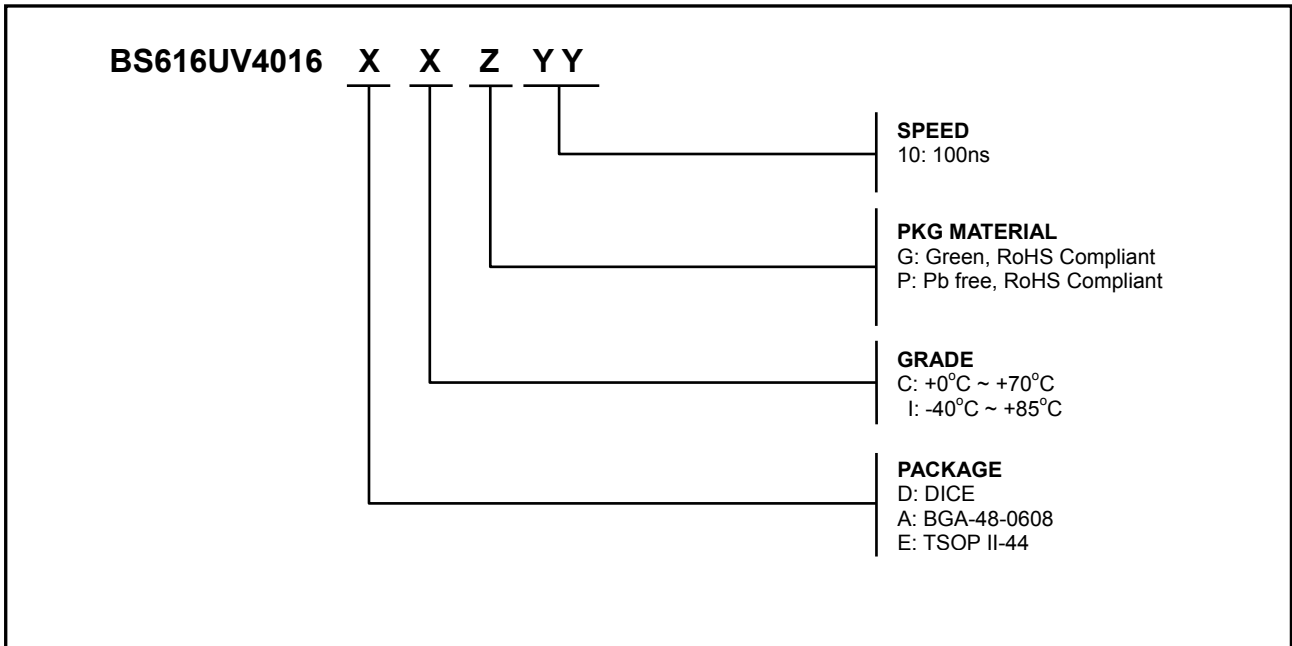 BS616UV4016 X X Z Y Y
SPEED
10: 100ns
PKG MATERIAL
G: Green, RoHS Compliant
P: Pb free, RoHS Compliant
GRADE
C: +0°C ~ +70°C
I: -40°C ~ +85°C
PACKAGE
D: DICE
A: BGA-48-0608
E: TSOP II-44